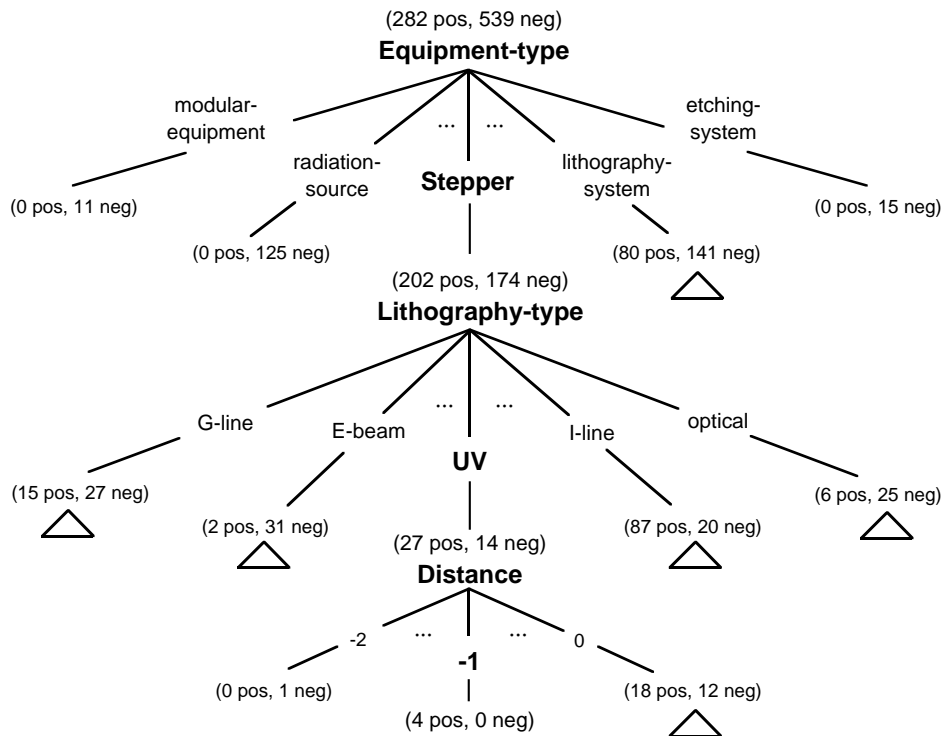 (282 pos, 539 neg)
Equipment-type
modular-
equipment
radiation-
source
...
...
Stepper
lithography-
system
etching-
system
(0 pos, 11 neg)
(0 pos, 125 neg)
(80 pos, 141 neg)
(0 pos, 15 neg)
(202 pos, 174 neg)
Lithography-type
G-line
E-beam
...
...
UV
I-line
optical
(15 pos, 27 neg)
(2 pos, 31 neg)
(87 pos, 20 neg)
(6 pos, 25 neg)
(27 pos, 14 neg)
Distance
-2
...
...
0
-1
(0 pos, 1 neg)
(18 pos, 12 neg)
(4 pos, 0 neg)